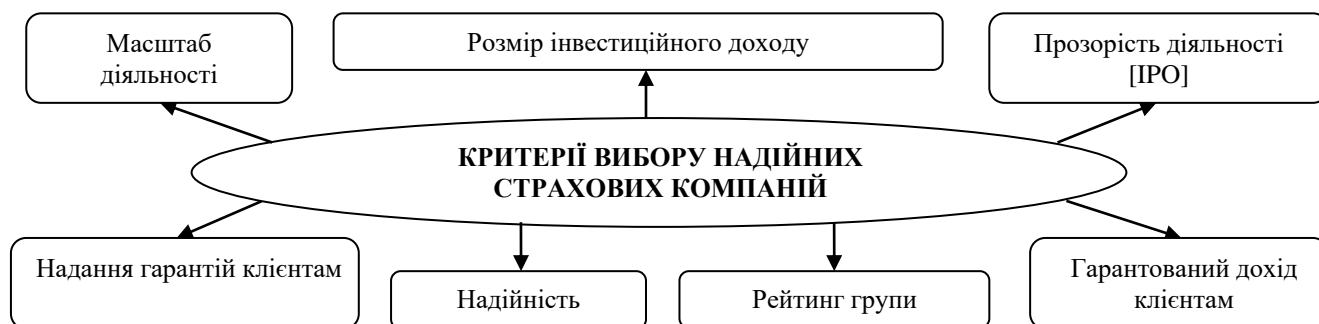 Масштаб
діяльності
Розмір інвестиційного доходу
Прозорість діяльності
[ІРО]
КРИТЕРІЇ ВИБОРУ НАДІЙНИХ
СТРАХОВИХ КОМПАНІЙ
Надання гарантій клієнтам
Надійність
Рейтинг групи
Гарантований дохід
клієнтам